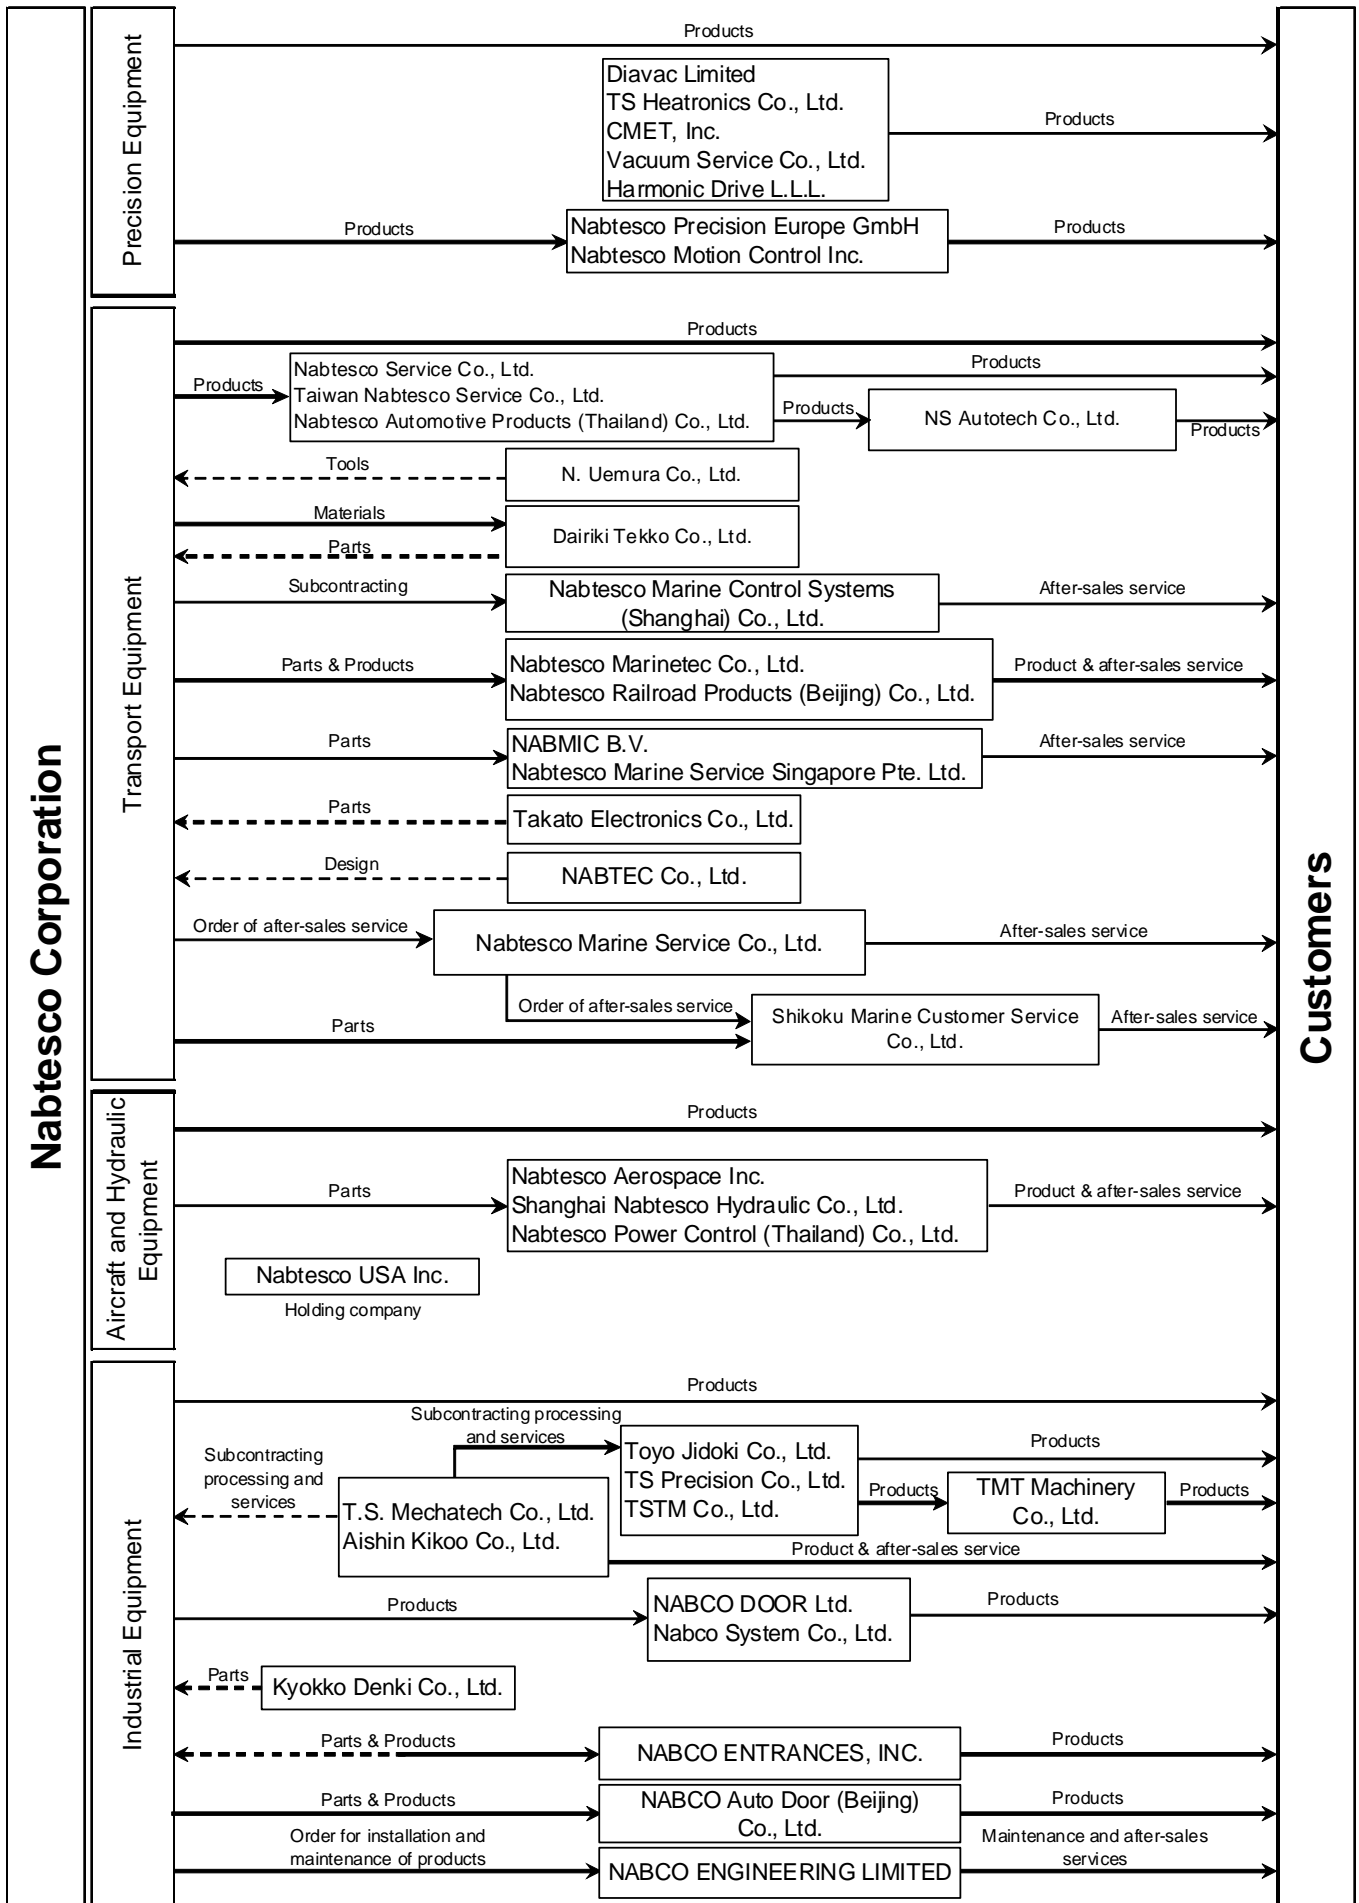 Nabtesco Corporation
Customers
Precision Equipment
Products
Diavac Limited
TS Heatronics Co., Ltd.
CMET, Inc.
Vacuum Service Co., Ltd.
Harmonic Drive L.L.L.
Products
Products
Nabtesco Precision Europe GmbH
Nabtesco Motion Control Inc.
Products
Transport Equipment
Products
Products
Nabtesco Service Co., Ltd.
Taiwan Nabtesco Service Co., Ltd.
Nabtesco Automotive Products (Thailand) Co., Ltd.
Products
Products
NS Autotech Co., Ltd.
Products
Tools
N. Uemura Co., Ltd.
Materials
Parts
Dairiki Tekko Co., Ltd.
Subcontracting
Nabtesco Marine Control Systems
(Shanghai) Co., Ltd.
After-sales service
Parts & Products
Nabtesco Marinetec Co., Ltd.
Nabtesco Railroad Products (Beijing) Co., Ltd.
Product & after-sales service
Parts
NABMIC B.V.
Nabtesco Marine Service Singapore Pte. Ltd.
After-sales service
Parts
Takato Electronics Co., Ltd.
Design
NABTEC Co., Ltd.
Order of after-sales service
Nabtesco Marine Service Co., Ltd.
After-sales service
Order of after-sales service
Parts
Shikoku Marine Customer Service
Co., Ltd.
After-sales service
Aircraft and Hydraulic
Equipment
Products
Parts
Nabtesco Aerospace Inc.
Shanghai Nabtesco Hydraulic Co., Ltd.
Nabtesco Power Control (Thailand) Co., Ltd.
Product & after-sales service
Nabtesco USA Inc.
Holding company
Industrial Equipment
Products
Subcontracting processing
and services
Subcontracting
processing and
services
T.S. Mechatech Co., Ltd.
Aishin Kikoo Co., Ltd.
Toyo Jidoki Co., Ltd.
TS Precision Co., Ltd.
TSTM Co., Ltd.
Products
Products
TMT Machinery
Co., Ltd.
Products
Product & after-sales service
Products
NABCO DOOR Ltd.
Nabco System Co., Ltd.
Products
Parts
Kyokko Denki Co., Ltd.
Parts & Products
NABCO ENTRANCES, INC.
Products
Parts & Products
NABCO Auto Door (Beijing)
Co., Ltd.
Products
Order for installation and
maintenance of products
NABCO ENGINEERING LIMITED
Maintenance and after-sales
services